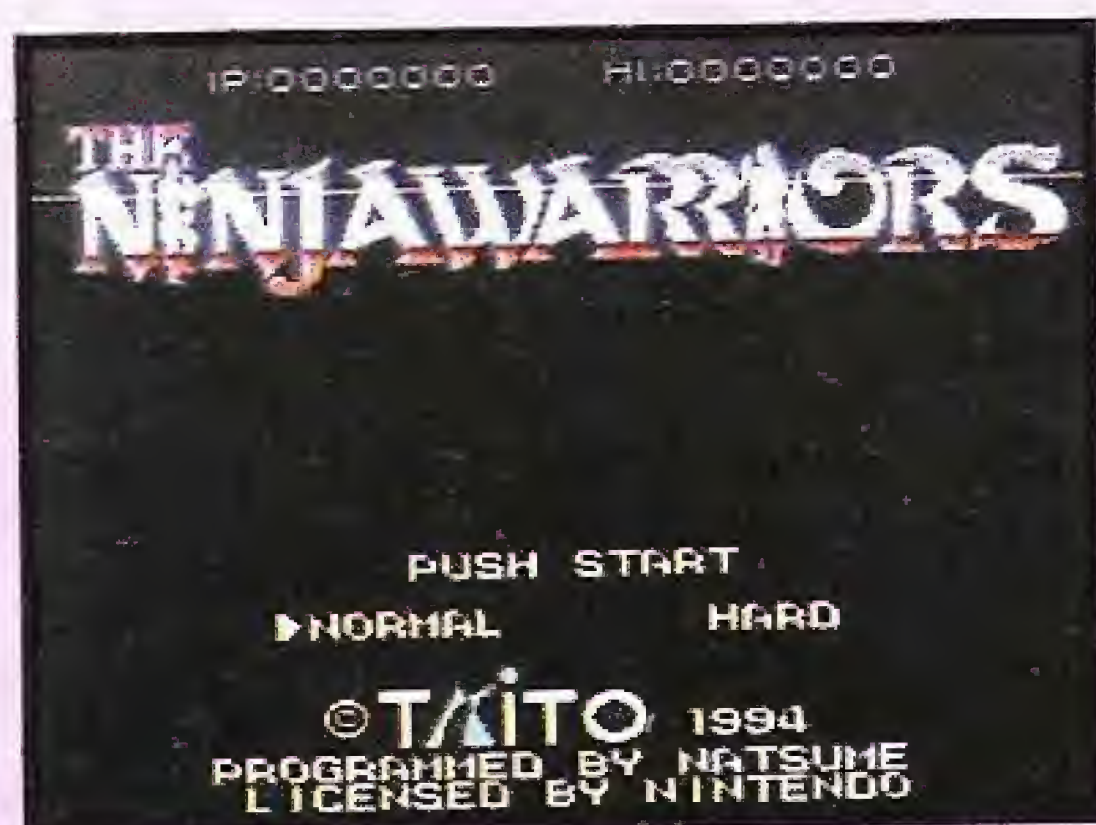 1P:0000000 HI:0000000
THE
NINJAWARRIORS
PUSH START
NORMAL HARD
© TAITO 1994
PROGRAMMED BY NATSUME
LICENSED BY NINTENDO